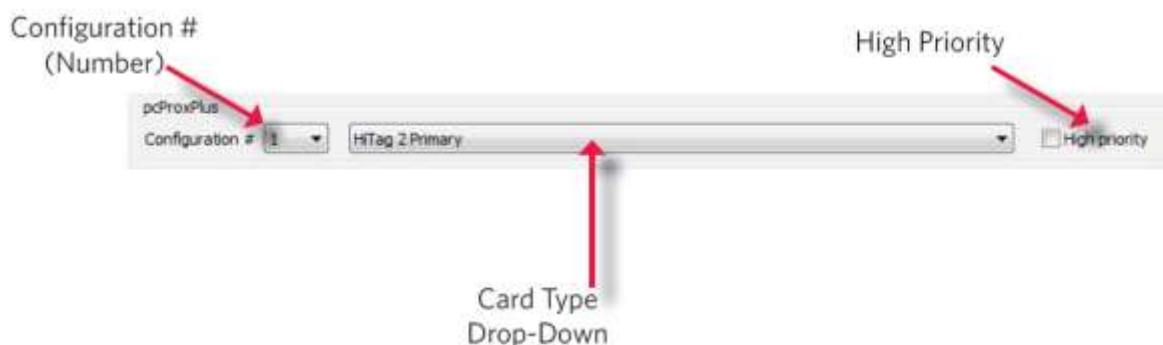 Configuration #
(Number)
High Priority
pcProxPlus
Configuration # 1 HiTag 2 Primary High priority
Card Type
Drop-Down